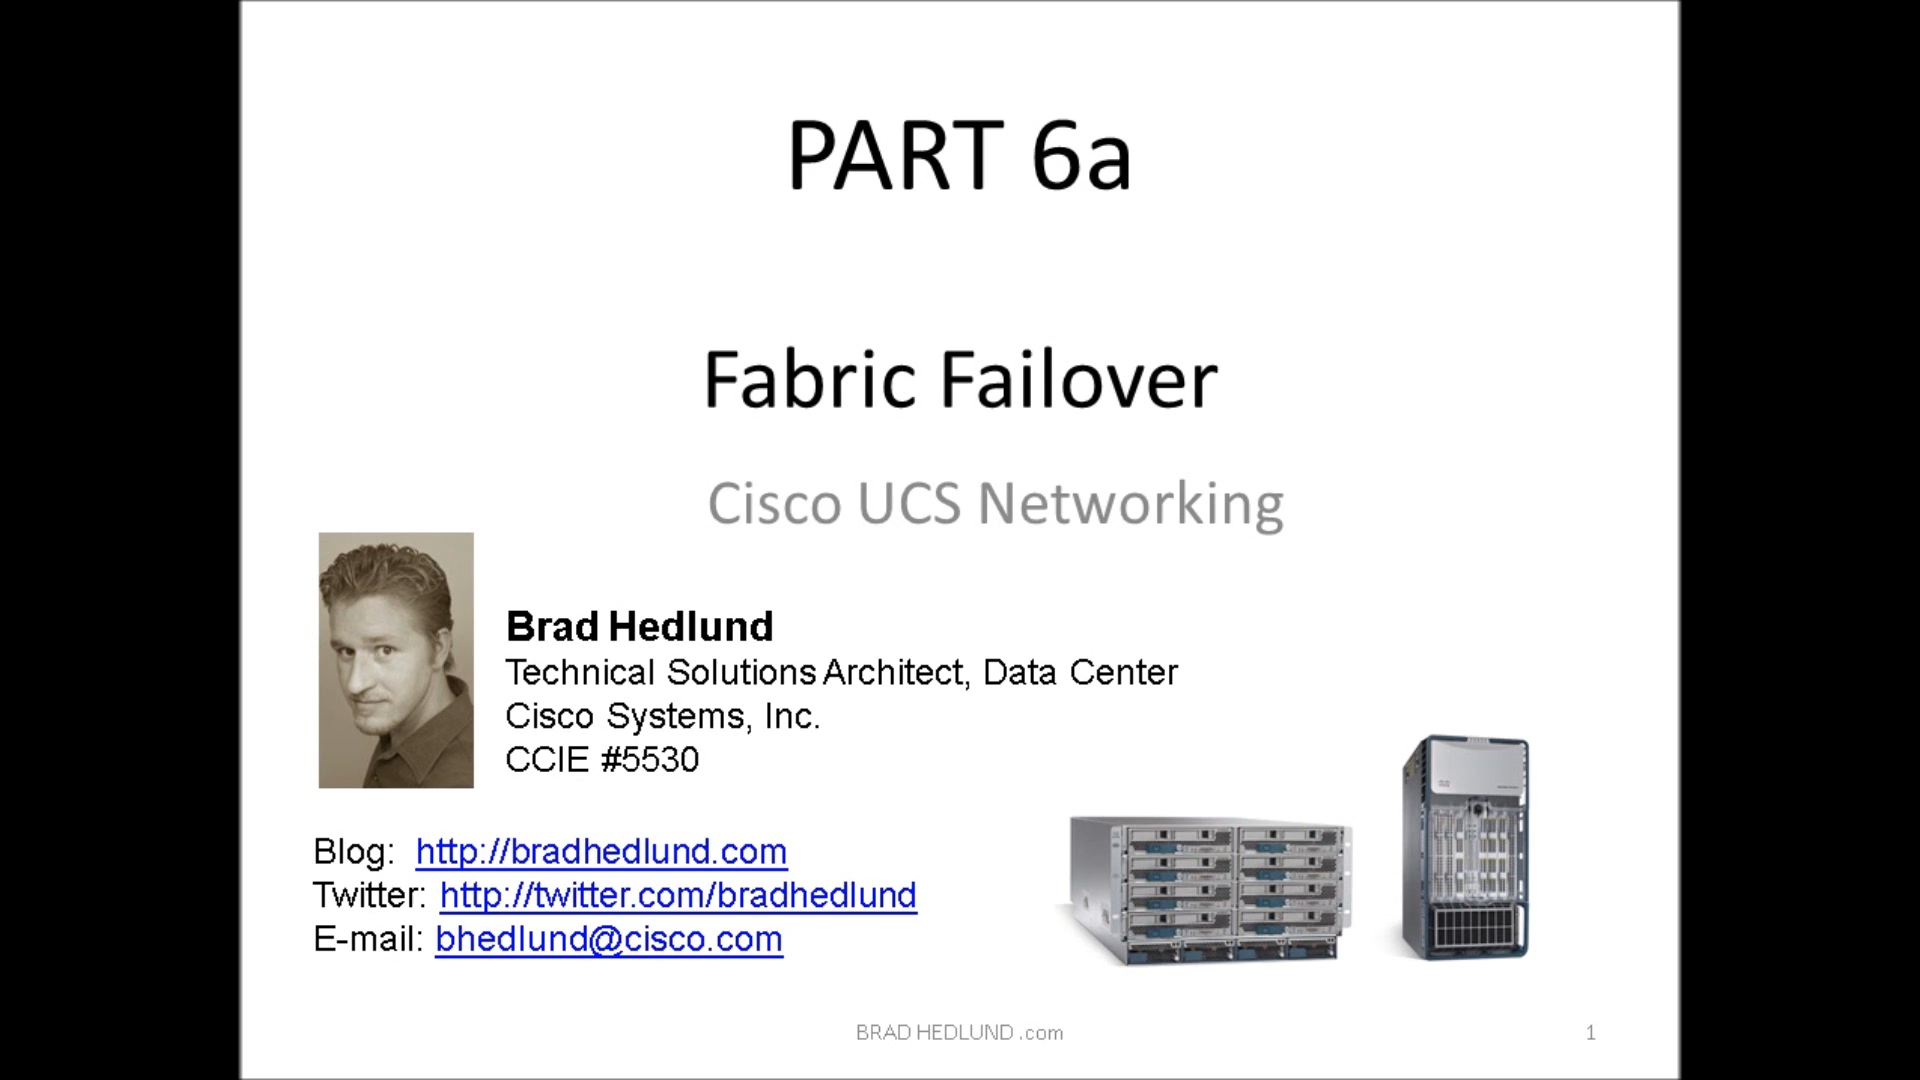 PART 6a
Fabric Failover
Cisco UCS Networking
Brad Hedlund
Technical Solutions Architect, Data Center
Cisco Systems, Inc.
CCIE #5530
Blog: http://bradhedlund.com
Twitter: http://twitter.com/bradhedlund
E-mail: bhedlund@cisco.com
BRAD HEDLUND .com
1